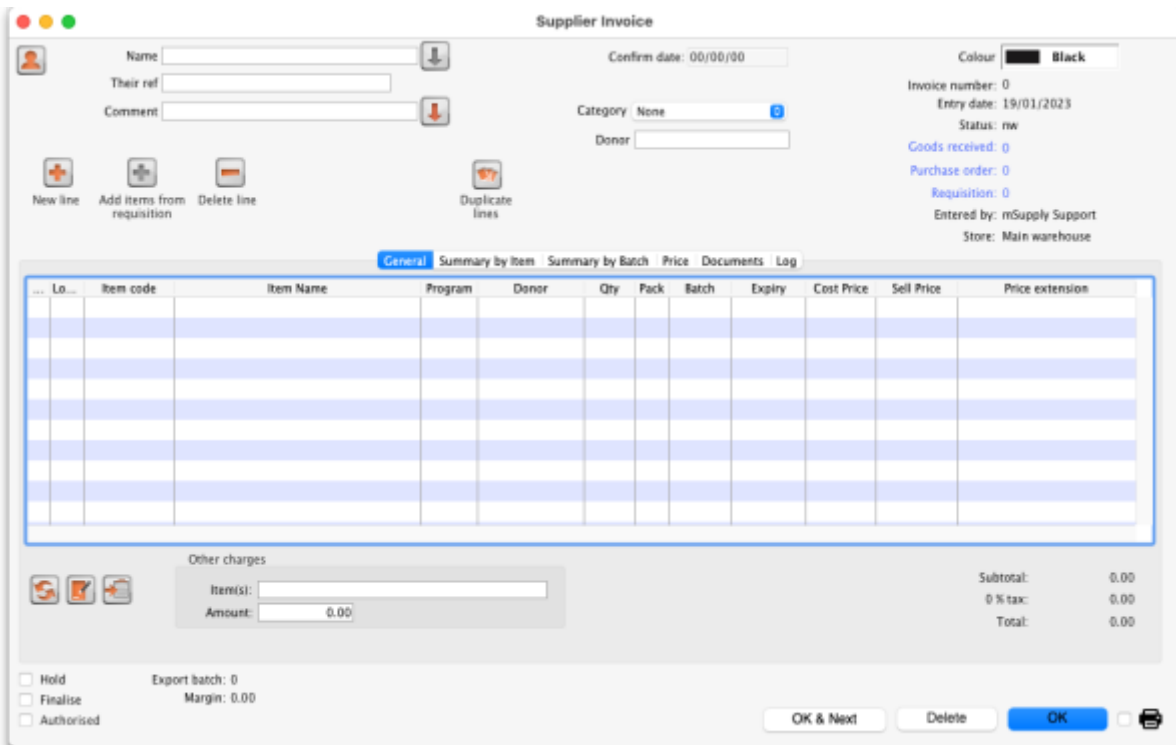 Supplier Invoice
Name
Confirm date: 00/00/00
Colour Black
Their ref
Invoice number: 0
Entry date: 19/01/2023
Comment
Category None
Status: nw
Donor
Goods received: 0
Purchase order: 0
Requisition: 0
New line
Add items from requisition
Delete line
Duplicate lines
Entered by: mSupply Support
Store: Main warehouse
General Summary by Item Summary by Batch Price Documents Log
... Lo... Item code Item Name Program Donor Qty Pack Batch Expiry Cost Price Sell Price Price extension
Other charges
Item(s):
Amount: 0.00
Subtotal: 0.00
0 % tax: 0.00
Total: 0.00
Hold
Export batch: 0
Finalise
Margin: 0.00
Authorised
OK & Next Delete OK